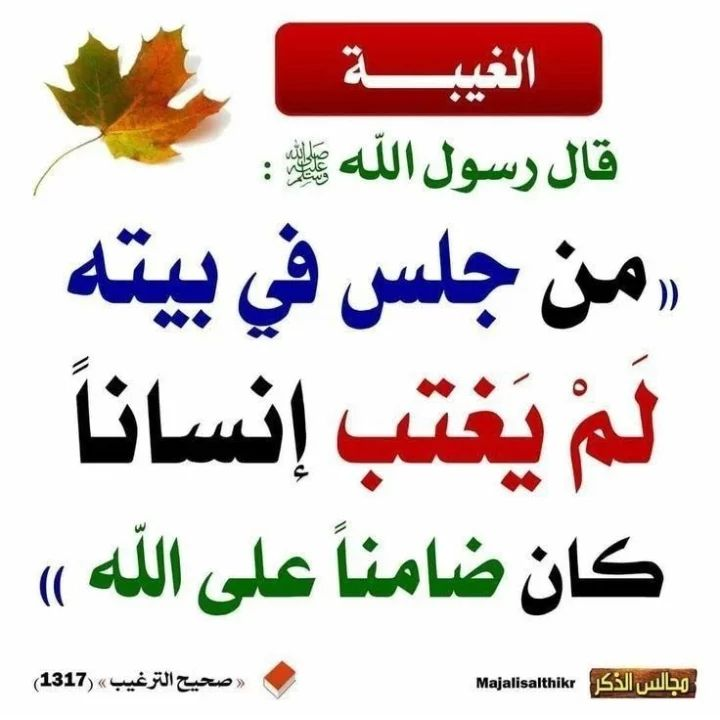 الغيبـــة
قال رسول الله ﷺ :
(( من جلس في بيته
لَمْ يَغتب إنساناً
كان ضامناً على الله ))
« صحيح الترغيب » (1317)
Majalisalthikr
مجالس الذكر